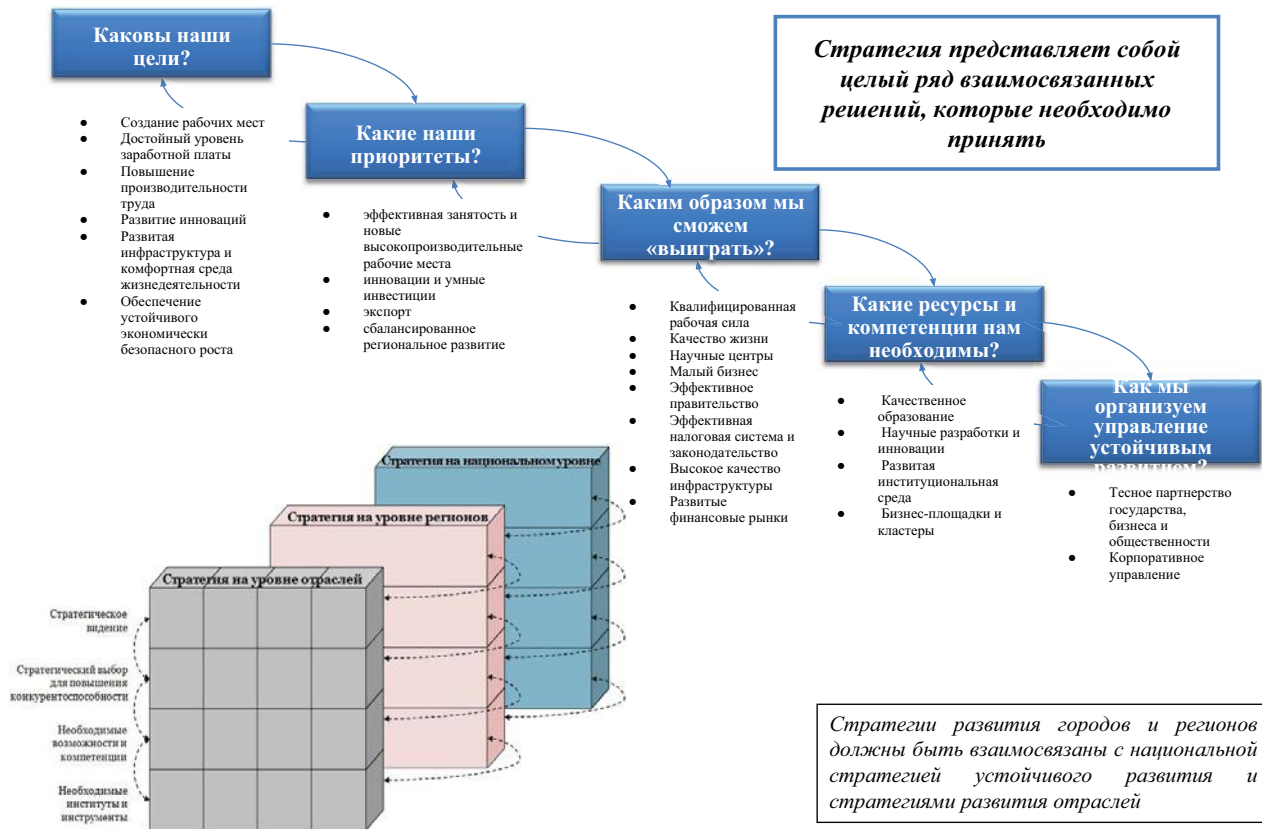 Каковы наши
цели?
Создание рабочих мест
Достойный уровень
заработной платы
Повышение
производительности
труда
Развитие инноваций
Развитая
инфраструктура и
комфортная среда
жизнедеятельности
Обеспечение
устойчивого
экономически
безопасного роста
Какие наши
приоритеты?
эффективная занятость и
новые
высокопроизводительные
рабочие места
инновации и умные
инвестиции
экспорт
сбалансированное
региональное развитие
Каким образом мы
сможем
«выиграть»?
Квалифицированная
рабочая сила
Качество жизни
Научные центры
Малый бизнес
Эффективное
правительство
Эффективная
налоговая система и
законодательство
Высокое качество
инфраструктуры
Развитые
финансовые рынки
Какие ресурсы и
компетенции нам
необходимы?
Качественное
образование
Научные разработки и
инновации
Развитая
институциональная
среда
Бизнес-площадки и
кластеры
Как мы
организуем
управление
устойчивым
развитием?
Тесное партнерство
государства,
бизнеса и
общественности
Корпоративное
управление
Стратегия представляет собой
целый ряд взаимосвязанных
решений, которые необходимо
принять
Стратегия на национальном уровне
Стратегия на уровне регионов
Стратегия на уровне отраслей
Стратегическое
видение
Стратегический выбор
для повышения
конкурентоспособности
Необходимые
возможности и
компетенции
Необходимые
институты и
инструменты
Стратегии развития городов и регионов
должны быть взаимосвязаны с национальной
стратегией устойчивого развития и
стратегиями развития отраслей